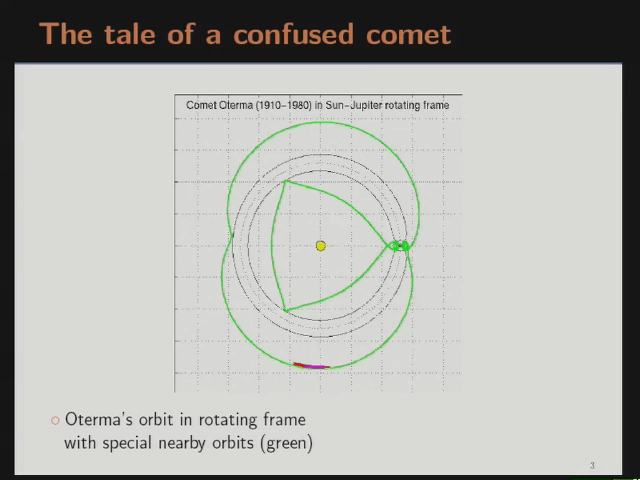 The tale of a confused comet
Comet Oterma (1910−1980) in Sun−Jupiter rotating frame
○ Oterma's orbit in rotating frame
with special nearby orbits (green)
3